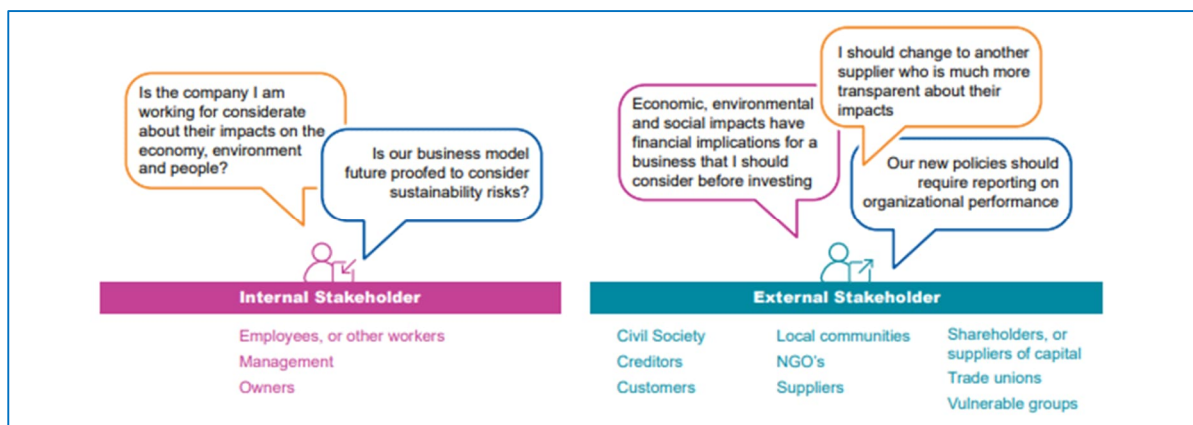 Is the company I am
working for considerate
about their impacts on the
economy, environment
and people?
Is our business model
future proofed to consider
sustainability risks?
Economic, environmental
and social impacts have
financial implications for a
business that I should
consider before investing
I should change to another
supplier who is much more
transparent about their
impacts
Our new policies should
require reporting on
organizational performance
Internal Stakeholder
Employees, or other workers
Management
Owners
External Stakeholder
Civil Society
Creditors
Customers
Local communities
NGO's
Suppliers
Shareholders, or
suppliers of capital
Trade unions
Vulnerable groups